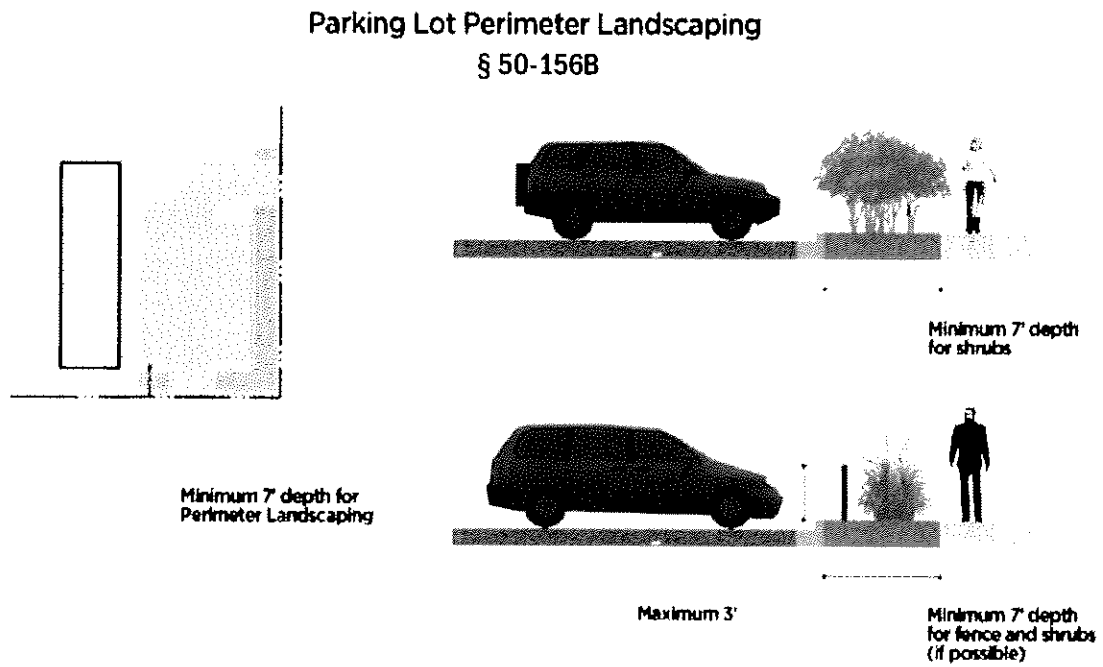 Parking Lot Perimeter Landscaping
§ 50-156B
Minimum 7' depth
for shrubs
Minimum 7' depth for
Perimeter Landscaping
Maximum 3'
Minimum 7' depth
for fence and shrubs
(if possible)